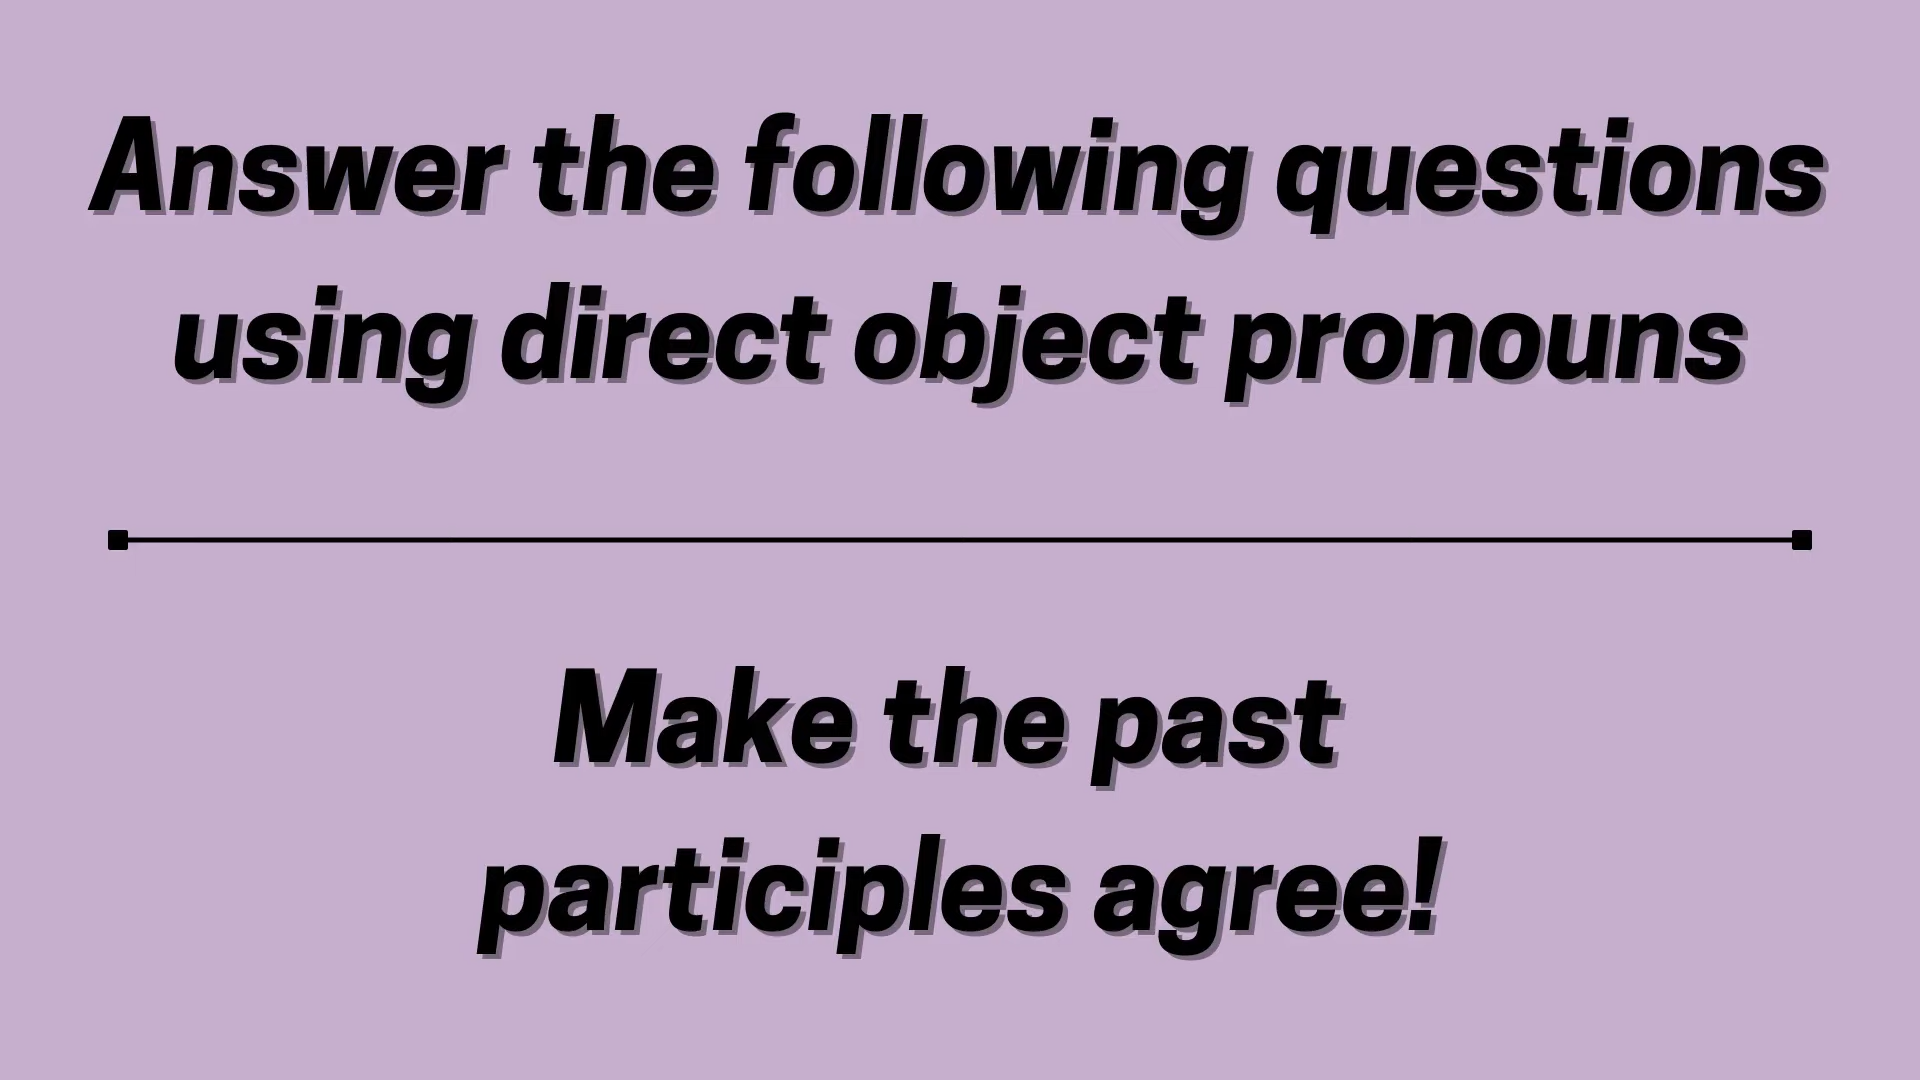 Answer the following questions
using direct object pronouns
Make the past
participles agree!